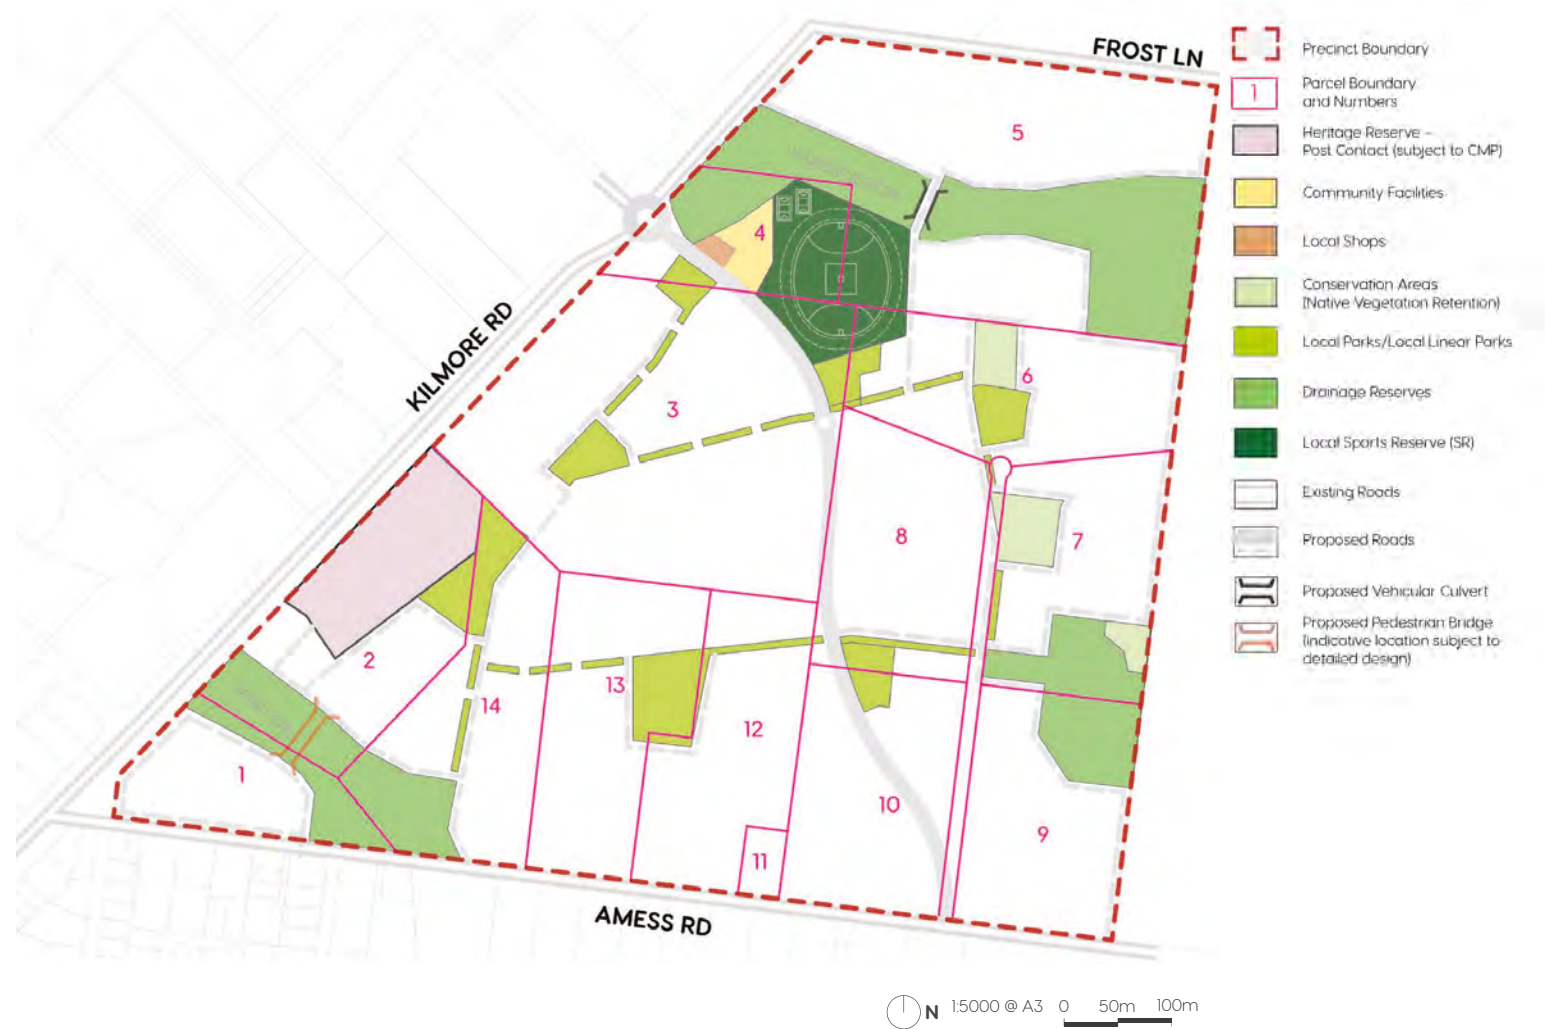 FROST LN
KILMORE RD
AMESS RD
5
4
6
3
8
7
2
13
14
12
1
10
9
11
Precinct Boundary
1
Parcel Boundary
and Numbers
Heritage Reserve –
Post Contact (subject to CMP)
Community Facilities
Local Shops
Conservation Areas
(Native Vegetation Retention)
Local Parks/Local Linear Parks
Drainage Reserves
Local Sports Reserve (SR)
Existing Roads
Proposed Roads
Proposed Vehicular Culvert
Proposed Pedestrian Bridge
(indicative location subject to
detailed design)
N 1:5000 @ A3 0 50m 100m